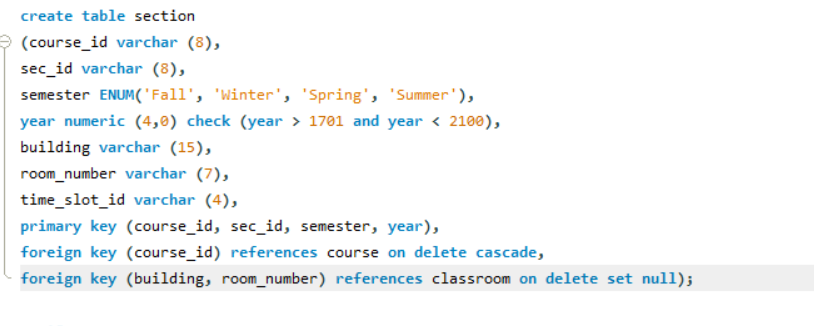 create table section
(course_id varchar (8),
sec_id varchar (8),
semester ENUM('Fall', 'Winter', 'Spring', 'Summer'),
year numeric (4,0) check (year > 1701 and year < 2100),
building varchar (15),
room_number varchar (7),
time_slot_id varchar (4),
primary key (course_id, sec_id, semester, year),
foreign key (course_id) references course on delete cascade,
foreign key (building, room_number) references classroom on delete set null);